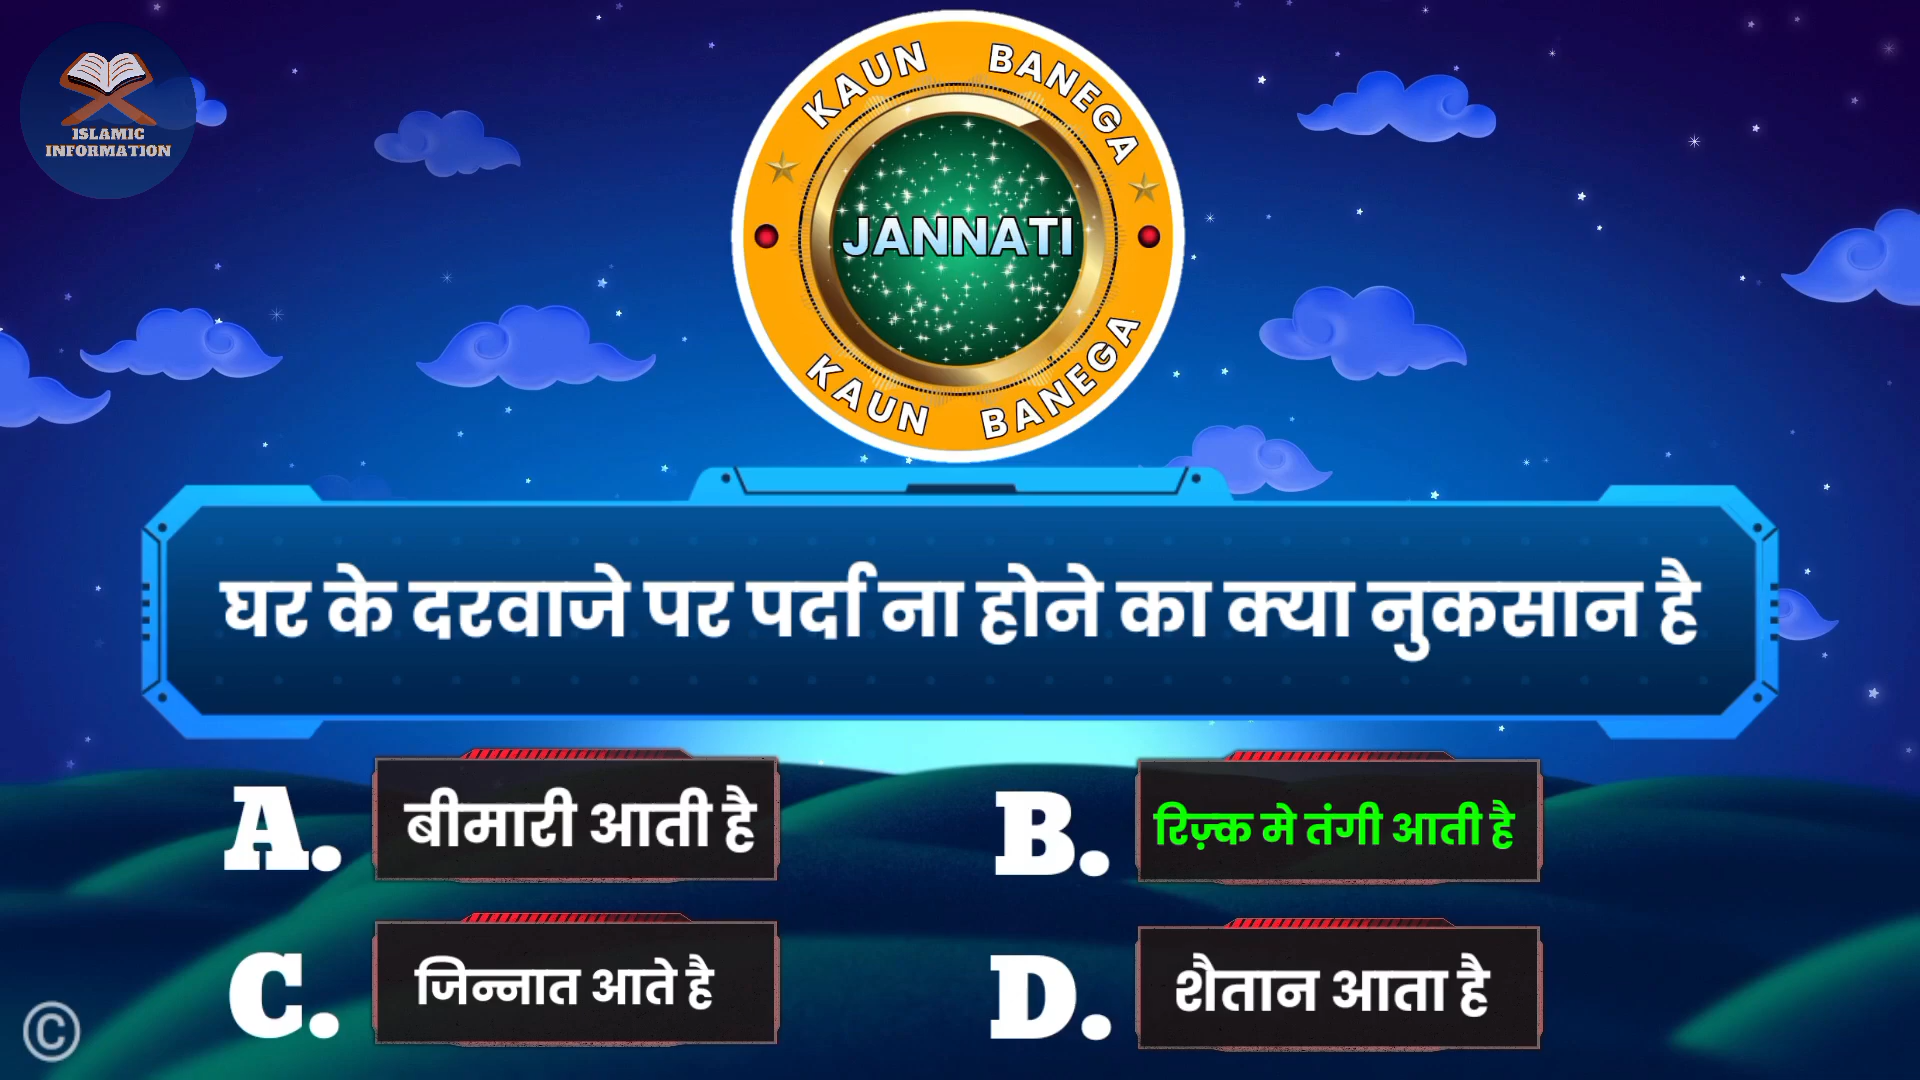 ISLAMIC
INFORMATION
KAUN BANEGA
JANNATI
KAUN BANEGA
घर के दरवाजे पर पर्दा ना होने का क्या नुकसान है
A. बीमारी आती है
B. रिज़्क मे तंगी आती है
C. जिन्नात आते है
D. शैतान आता है
©